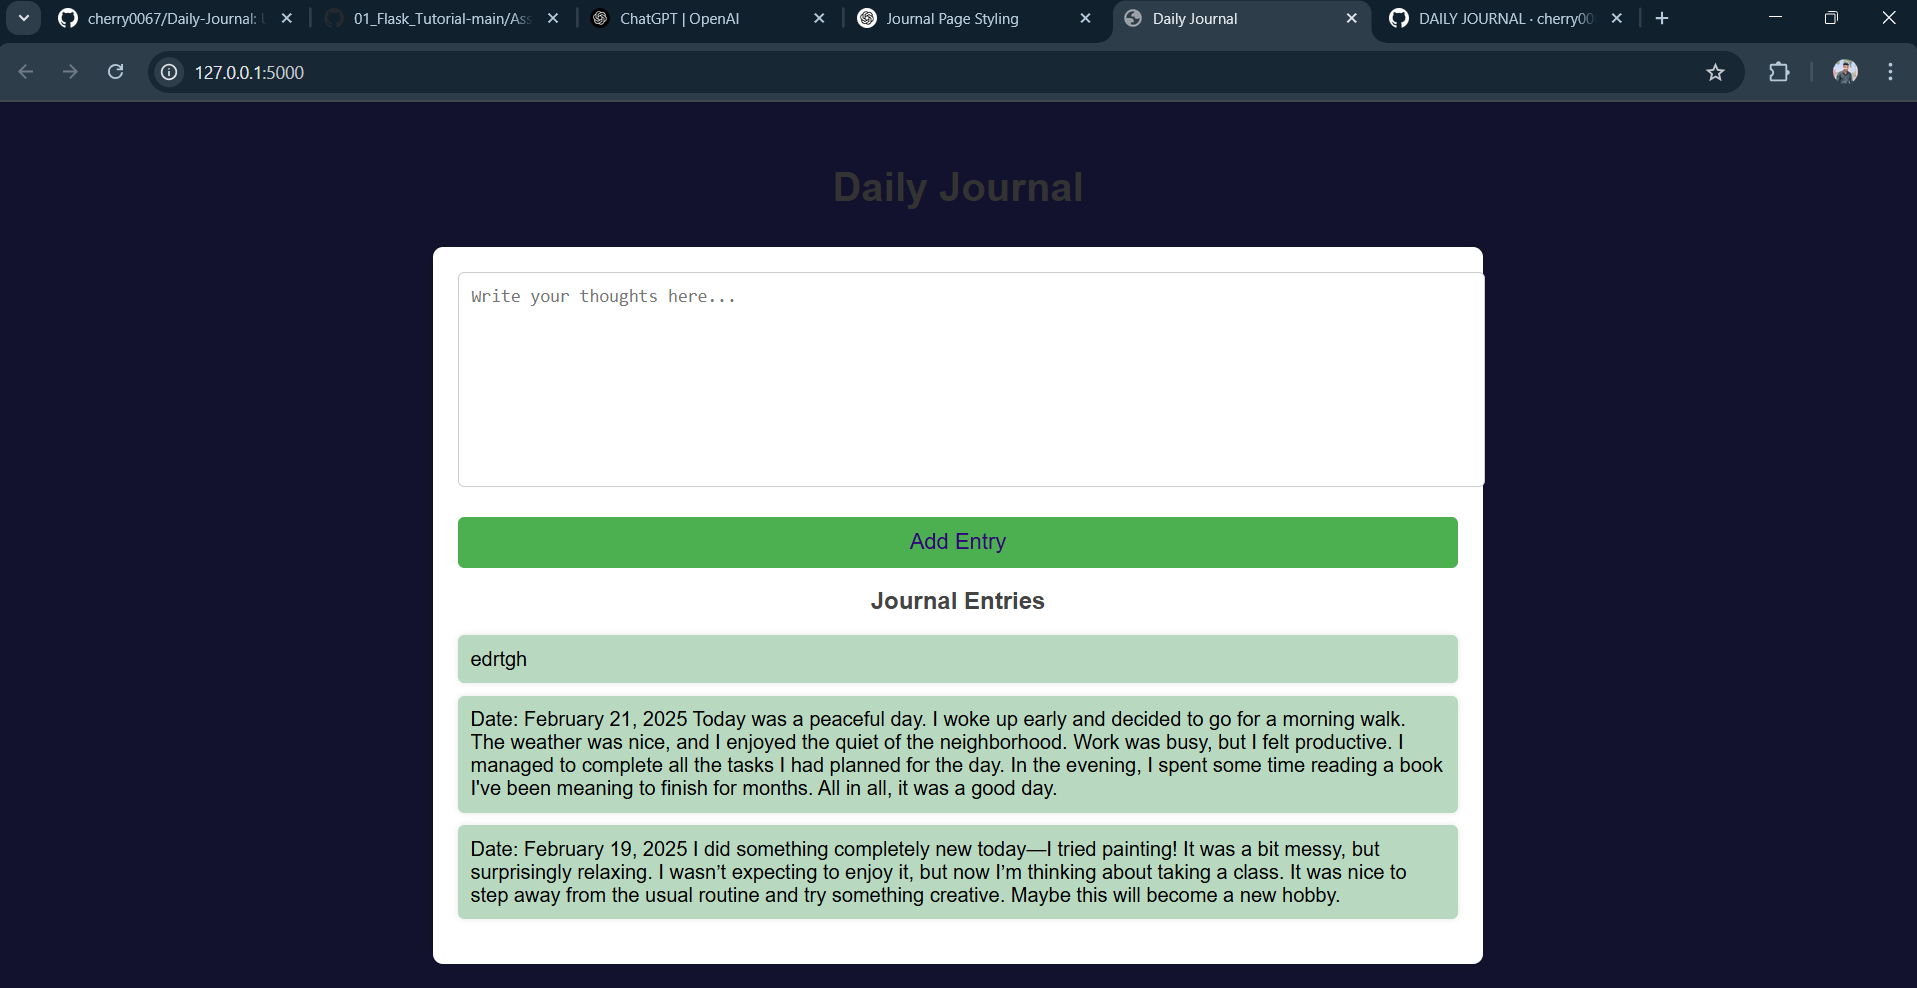 cherry0067/Daily-Journal:
01_Flask_Tutorial-main/Ass
ChatGPT | OpenAI
Journal Page Styling
Daily Journal
DAILY JOURNAL · cherry00
127.0.0.1:5000
Daily Journal
Write your thoughts here...
Add Entry
Journal Entries
edrtgh
Date: February 21, 2025 Today was a peaceful day. I woke up early and decided to go for a morning walk.
The weather was nice, and I enjoyed the quiet of the neighborhood. Work was busy, but I felt productive. I
managed to complete all the tasks I had planned for the day. In the evening, I spent some time reading a book
I've been meaning to finish for months. All in all, it was a good day.
Date: February 19, 2025 I did something completely new today—I tried painting! It was a bit messy, but
surprisingly relaxing. I wasn’t expecting to enjoy it, but now I’m thinking about taking a class. It was nice to
step away from the usual routine and try something creative. Maybe this will become a new hobby.